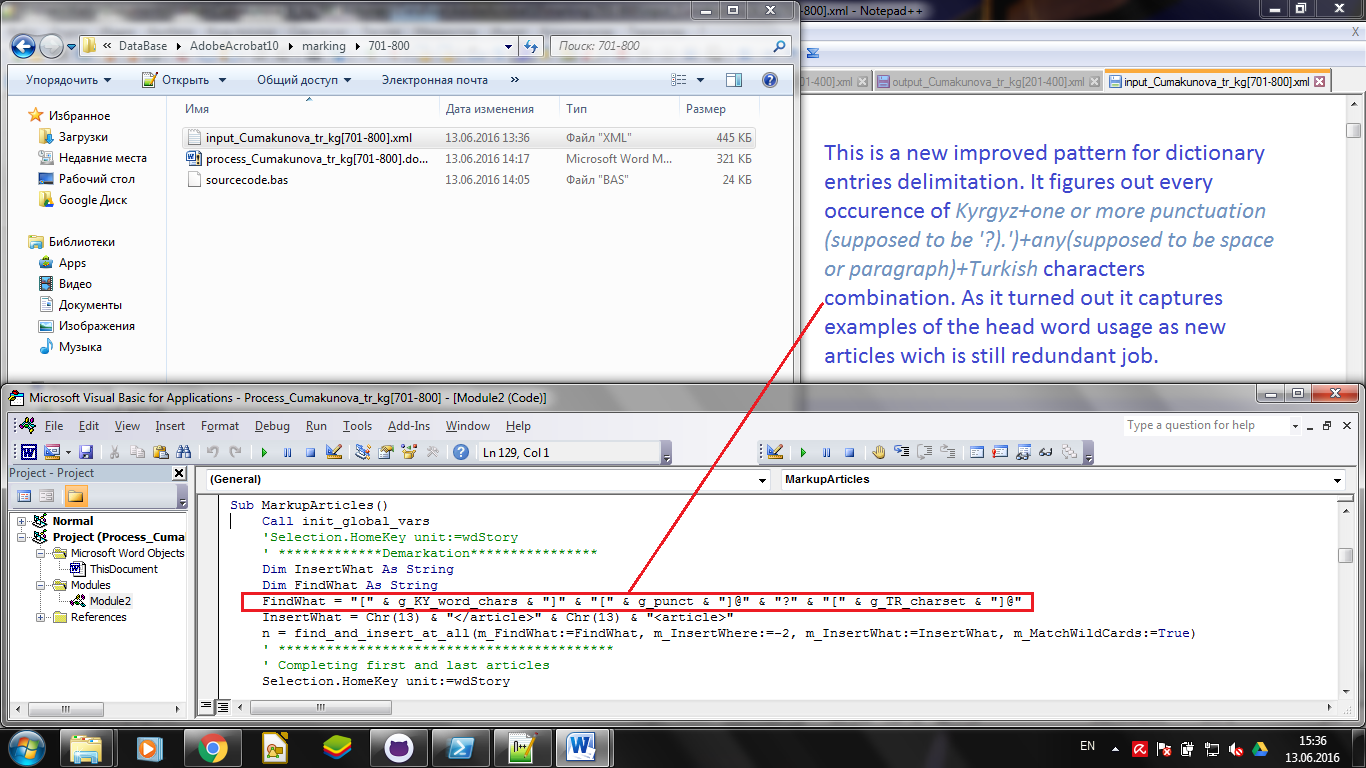 -800].xml - Notepad++
« DataBase ▸ AdobeAcrobat10 ▸ marking ▸ 701-800
Поиск: 701-800
Упорядочить Открыть Общий доступ Электронная почта »
Избранное
Загрузки
Недавние места
Рабочий стол
Google Диск
Библиотеки
Apps
Видео
Документы
Изображения
Музыка
Имя Дата изменения Тип Размер
input_Cumakunova_tr_kg[701-800].xml 13.06.2016 13:36 Файл "XML" 445 КБ
process_Cumakunova_tr_kg[701-800].do... 13.06.2016 14:17 Microsoft Word M... 321 КБ
sourcecode.bas 13.06.2016 14:05 Файл "BAS" 24 КБ
1-400].xml output_Cumakunova_tr_kg[201-400].xml input_Cumakunova_tr_kg[701-800].xml
This is a new improved pattern for dictionary
entries delimitation. It figures out every
occurence of Kyrgyz+one or more punctuation
(supposed to be '?).')+any(supposed to be space
or paragraph)+Turkish characters
combination. As it turned out it captures
examples of the head word usage as new
articles wich is still redundant job.
Microsoft Visual Basic for Applications - Process_Cumakunova_tr_kg[701-800] - [Module2 (Code)]
File Edit View Insert Format Debug Run Tools Add-Ins Window Help
Type a question for help
Ln 129, Col 1
Project - Project
Normal
Project (Process_Cuma
Microsoft Word Objects
ThisDocument
Modules
Module2
References
(General) MarkupArticles
Sub MarkupArticles()
Call init_global_vars
'Selection.HomeKey unit:=wdStory
' *************Demarkation****************
Dim InsertWhat As String
Dim FindWhat As String
FindWhat = "[" & g_KY_word_chars & "]" & "[" & g_punct & "]@" & "?" & "[" & g_TR_charset & "]@"
InsertWhat = Chr(13) & "</article>" & Chr(13) & "<article>"
n = find_and_insert_at_all(m_FindWhat:=FindWhat, m_InsertWhere:=-2, m_InsertWhat:=InsertWhat, m_MatchWildCards:=True)
' ******************************************
' Completing first and last articles
Selection.HomeKey unit:=wdStory
EN
15:36
13.06.2016